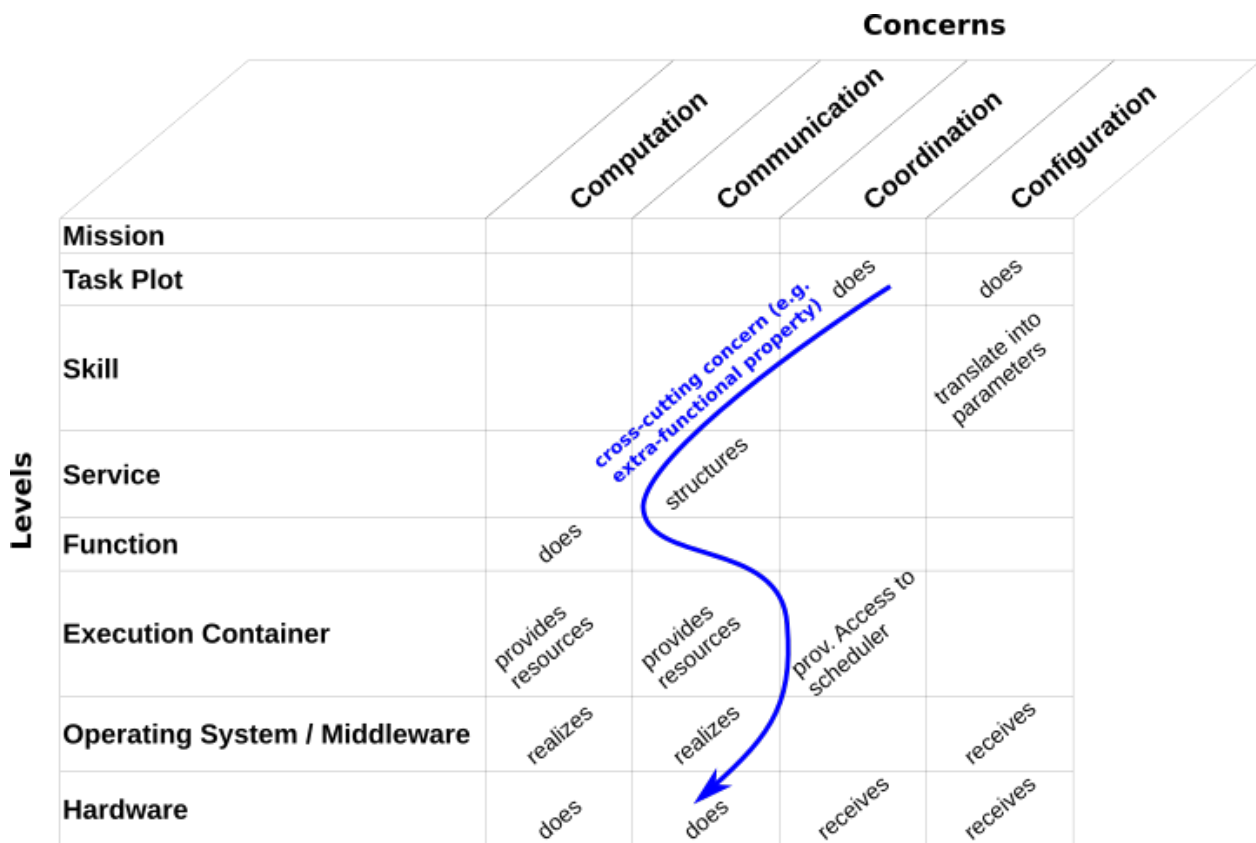 Concerns
Computation
Communication
Coordination
Configuration
Levels
Mission
Task Plot
does
does
cross-cutting concern (e.g.
extra-functional property)
Skill
translate into
parameters
Service
structures
Function
does
Execution Container
provides
resources
provides
resources
prov. Access to
scheduler
Operating System / Middleware
realizes
realizes
receives
Hardware
does
does
receives
receives